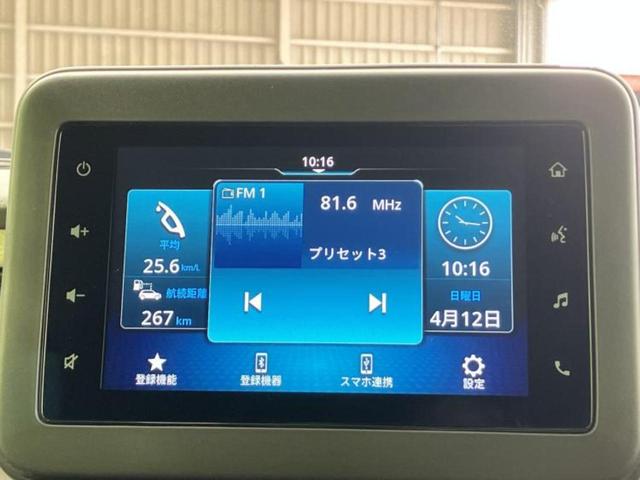 10:16
FM 1
81.6 MHz
プリセット3
平均
25.6 km/L
航続距離
267 km
10:16
日曜日
4月12日
登録機能
登録機器
スマホ連携
設定